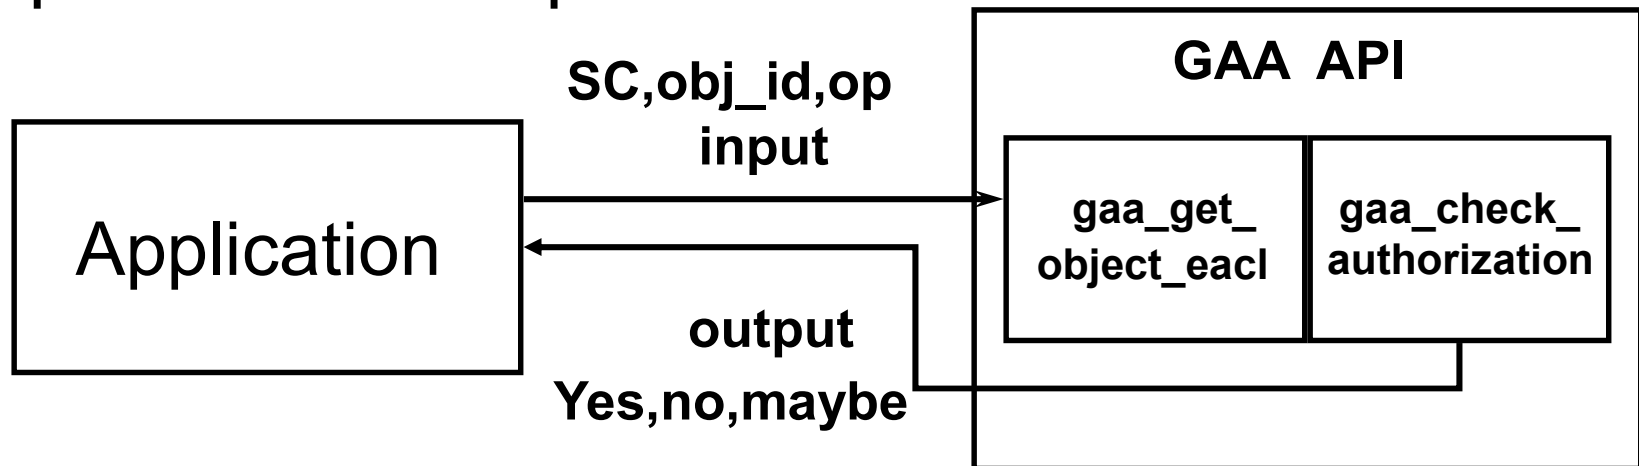 GAA API
SC,obj_id,op
input
Application
gaa_get_
object_eacl
gaa_check_
authorization
output
Yes,no,maybe